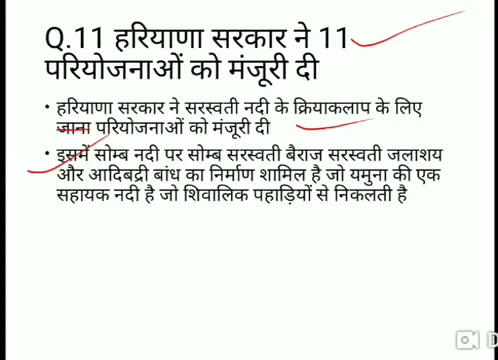 Q.11 हरियाणा सरकार ने 11
परियोजनाओं को मंजूरी दी
• हरियाणा सरकार ने सरस्वती नदी के क्रियाकलाप के लिए
जाना परियोजनाओं को मंजूरी दी
• इसमें सोम्ब नदी पर सोम्ब सरस्वती बैराज सरस्वती जलाशय
और आदिबद्री बांध का निर्माण शामिल है जो यमुना की एक
सहायक नदी है जो शिवालिक पहाड़ियों से निकलती है